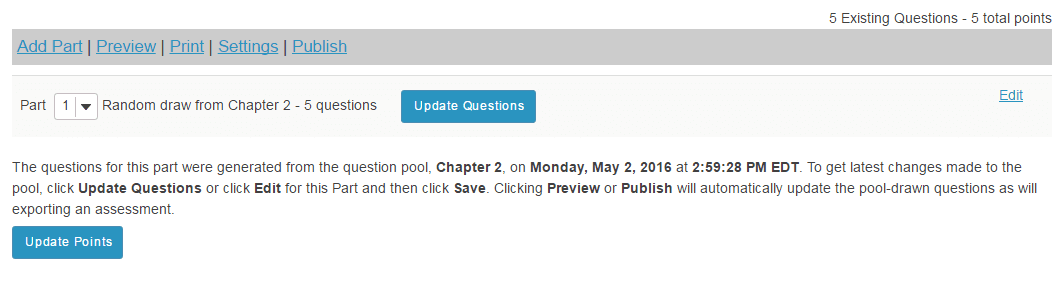 5 Existing Questions - 5 total points
Add Part | Preview | Print | Settings | Publish
Part 1 Random draw from Chapter 2 - 5 questions Update Questions Edit
The questions for this part were generated from the question pool, Chapter 2, on Monday, May 2, 2016 at 2:59:28 PM EDT. To get latest changes made to the
pool, click Update Questions or click Edit for this Part and then click Save. Clicking Preview or Publish will automatically update the pool-drawn questions as will
exporting an assessment.
Update Points